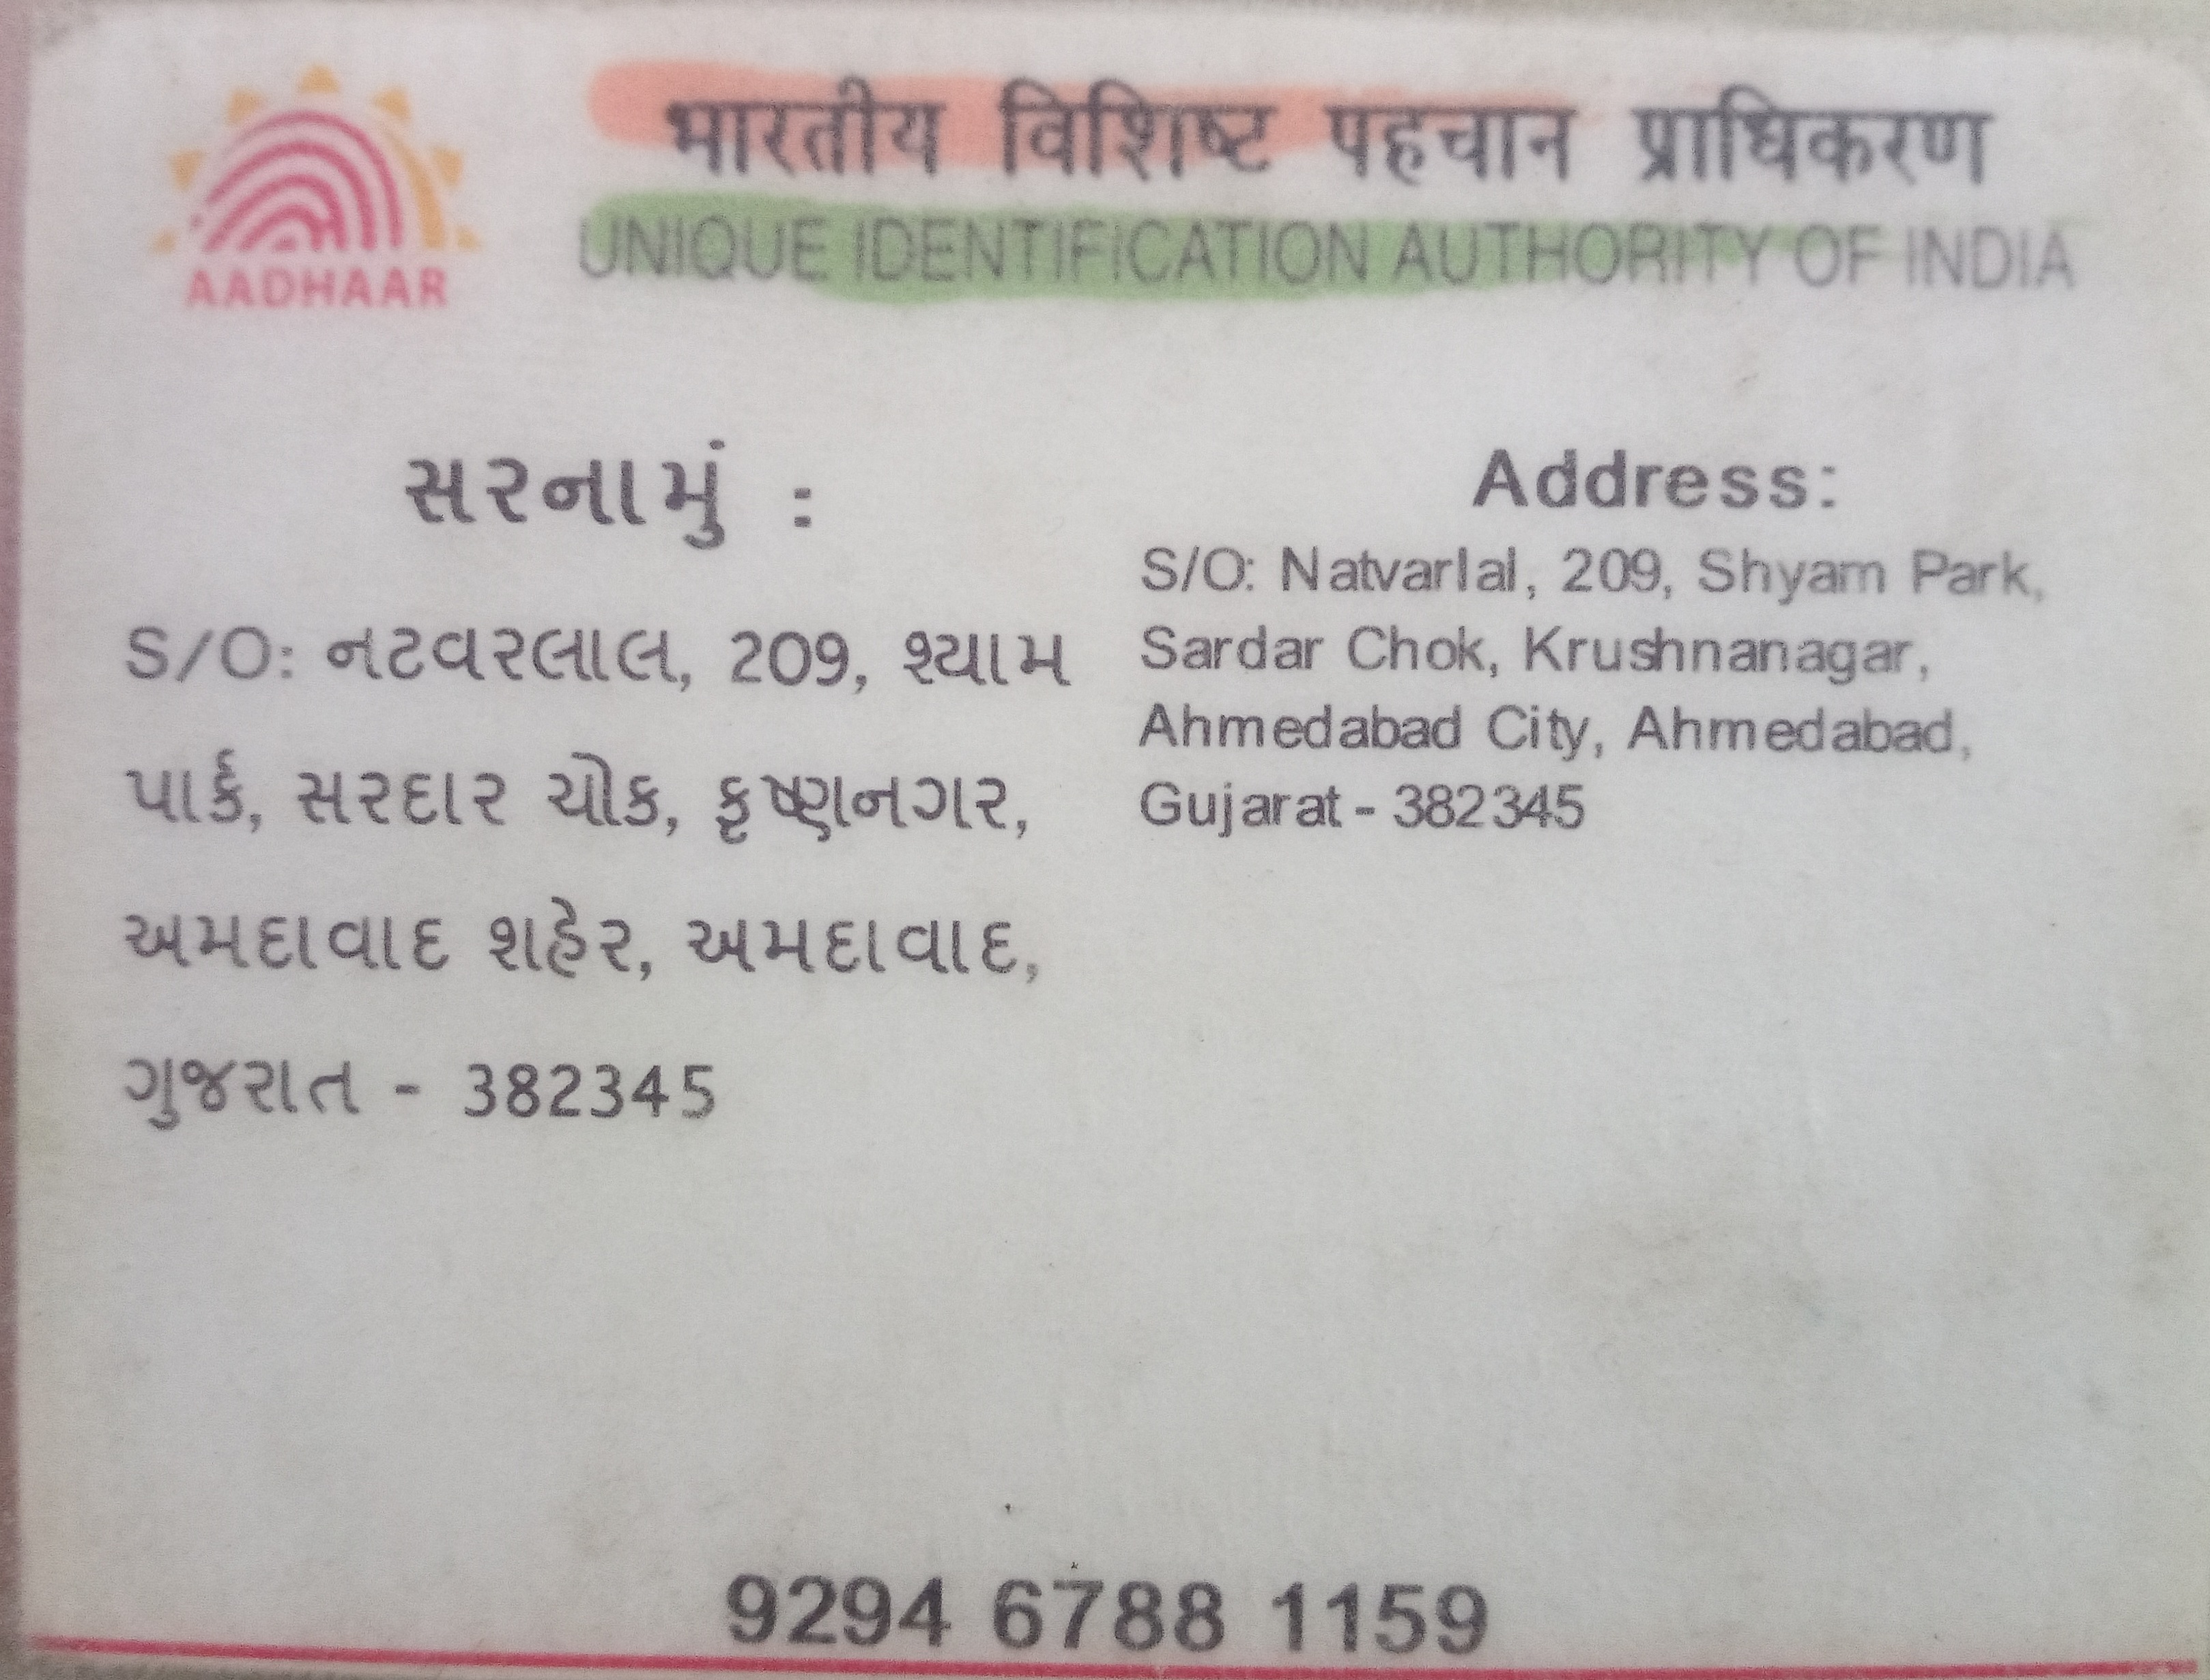 भारतीय विशिष्ट पहचान प्राधिकरण
UNIQUE IDENTIFICATION AUTHORITY OF INDIA
AADHAAR
સરનામું :
S/O: નટવરલાલ, 209, શ્યામ
પાર્ક, સરદાર ચોક, કૃષ્ણનગર,
અમદાવાદ શહેર, અમદાવાદ,
ગુજરાત - 382345
Address:
S/O: Natvarlal, 209, Shyam Park,
Sardar Chok, Krushnanagar,
Ahmedabad City, Ahmedabad,
Gujarat - 382345
9294 6788 1159